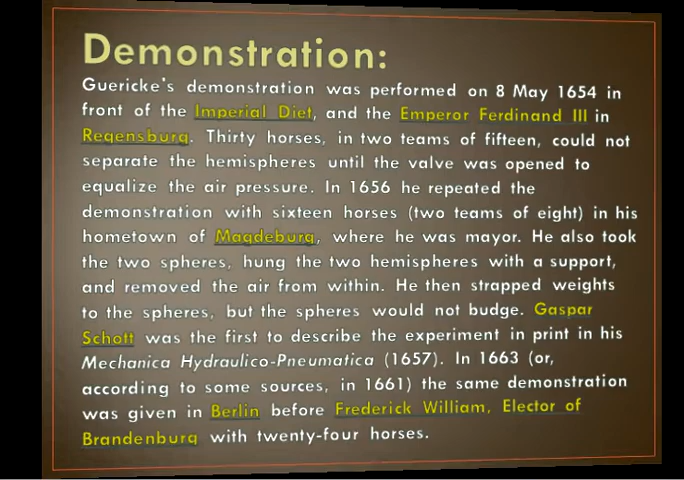 Demonstration:
Guericke's demonstration was performed on 8 May 1654 in
front of the Imperial Diet, and the Emperor Ferdinand III in
Regensburg. Thirty horses, in two teams of fifteen, could not
separate the hemispheres until the valve was opened to
equalize the air pressure. In 1656 he repeated the
demonstration with sixteen horses (two teams of eight) in his
hometown of Magdeburg, where he was mayor. He also took
the two spheres, hung the two hemispheres with a support,
and removed the air from within. He then strapped weights
to the spheres, but the spheres would not budge. Gaspar
Schott was the first to describe the experiment in print in his
Mechanica Hydraulico-Pneumatica (1657). In 1663 (or,
according to some sources, in 1661) the same demonstration
was given in Berlin before Frederick William, Elector of
Brandenburg with twenty-four horses.